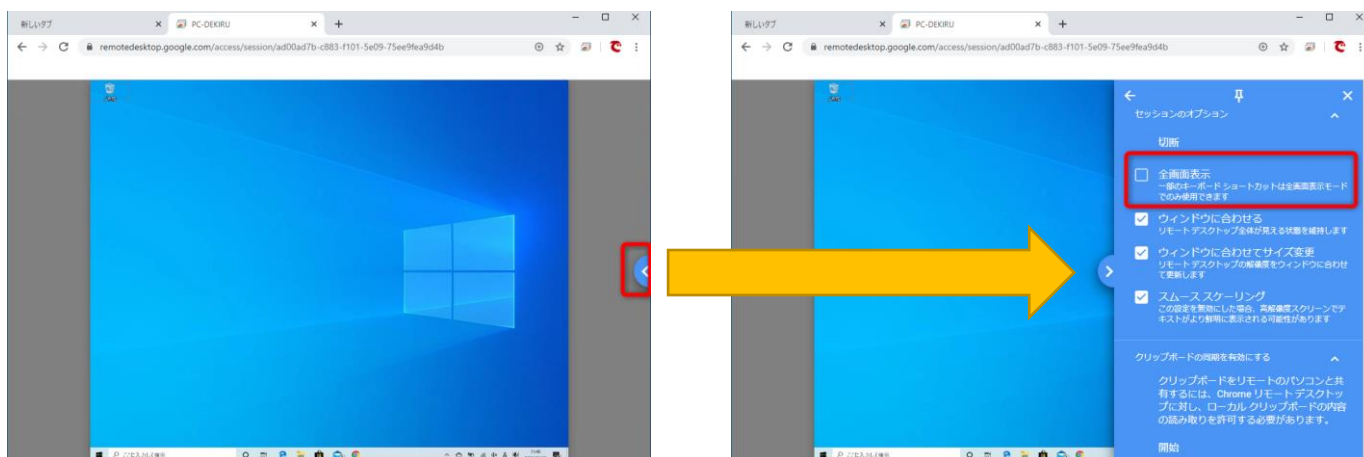 新しいタブ
PC-DEKIRU
remotedesktop.google.com/access/session/ad00ad7b-c883-f101-5e09-75ee9fea9d4b
新しいタブ
PC-DEKIRU
remotedesktop.google.com/access/session/ad00ad7b-c883-f101-5e09-75ee9fea9d4b
セッションのオプション
切断
全画面表示
一部のキーボード ショートカットは全画面表示モード
でのみ使用できます
ウィンドウに合わせる
リモート デスクトップ全体が見える状態を維持します
ウィンドウに合わせてサイズ変更
リモート デスクトップの解像度をウィンドウに合わせ
て更新します
スムーズ スケーリング
この設定を無効にした場合、高解像度スクリーンでテ
キストがより鮮明に表示される可能性があります
クリップボードの同期を有効にする
クリップボードをリモートのパソコンと共
有するには、Chrome リモート デスクトッ
プに対し、ローカル クリップボードの内容
の読み取りを許可する必要があります。
開始